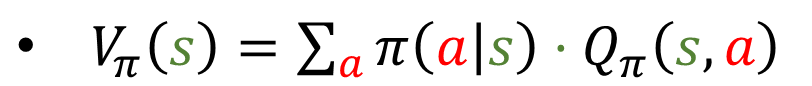 • V_π(s) = ∑_a π(a|s) · Q_π(s, a)